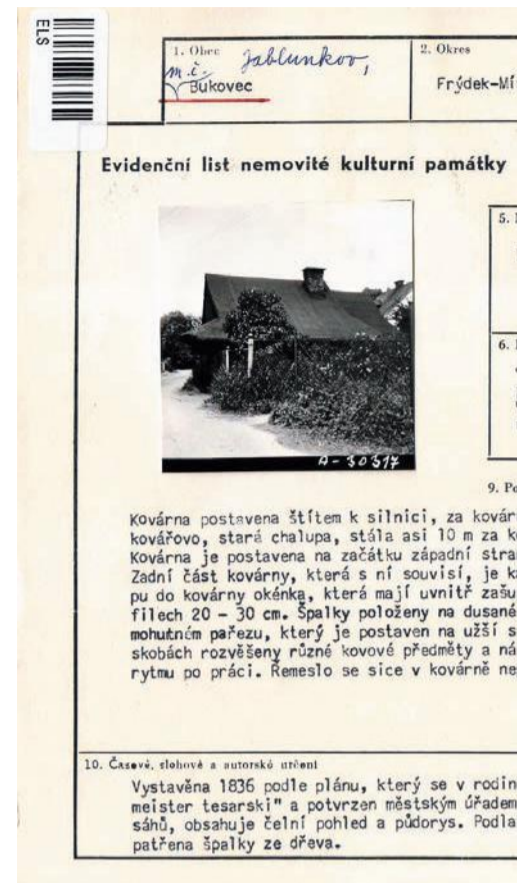 ELS
1. Obec
Jablunkov,
2. Okres
m.č.
Bukovec
Frýdek-Mí
Evidenční list nemovité kulturní památky
5.
6.
A-30317
9. Po
Kovárna postavena štítem k silnici, za kovár
kovářovo, stará chalupa, stála asi 10 m za k
Kovárna je postavena na začátku západní stra
Zadní část kovárny, která s ní souvisí, je k
pu do kovárny okénka, která mají uvnitř zašu
filech 20 - 30 cm. Špalky položeny na dusané
mohutném pařezu, který je postaven na užší s
skobách rozvěšeny různé kovové předměty a ná
rytmu po práci. Řemeslo se sice v kovárně ne
10. Časové, slohové a autorské určení
Vystavěna 1836 podle plánu, který se v rodin
meister tesarski" a potvrzen městským úřadem
sáhů, obsahuje čelní pohled a půdorys. Podla
patřena špalky ze dřeva.